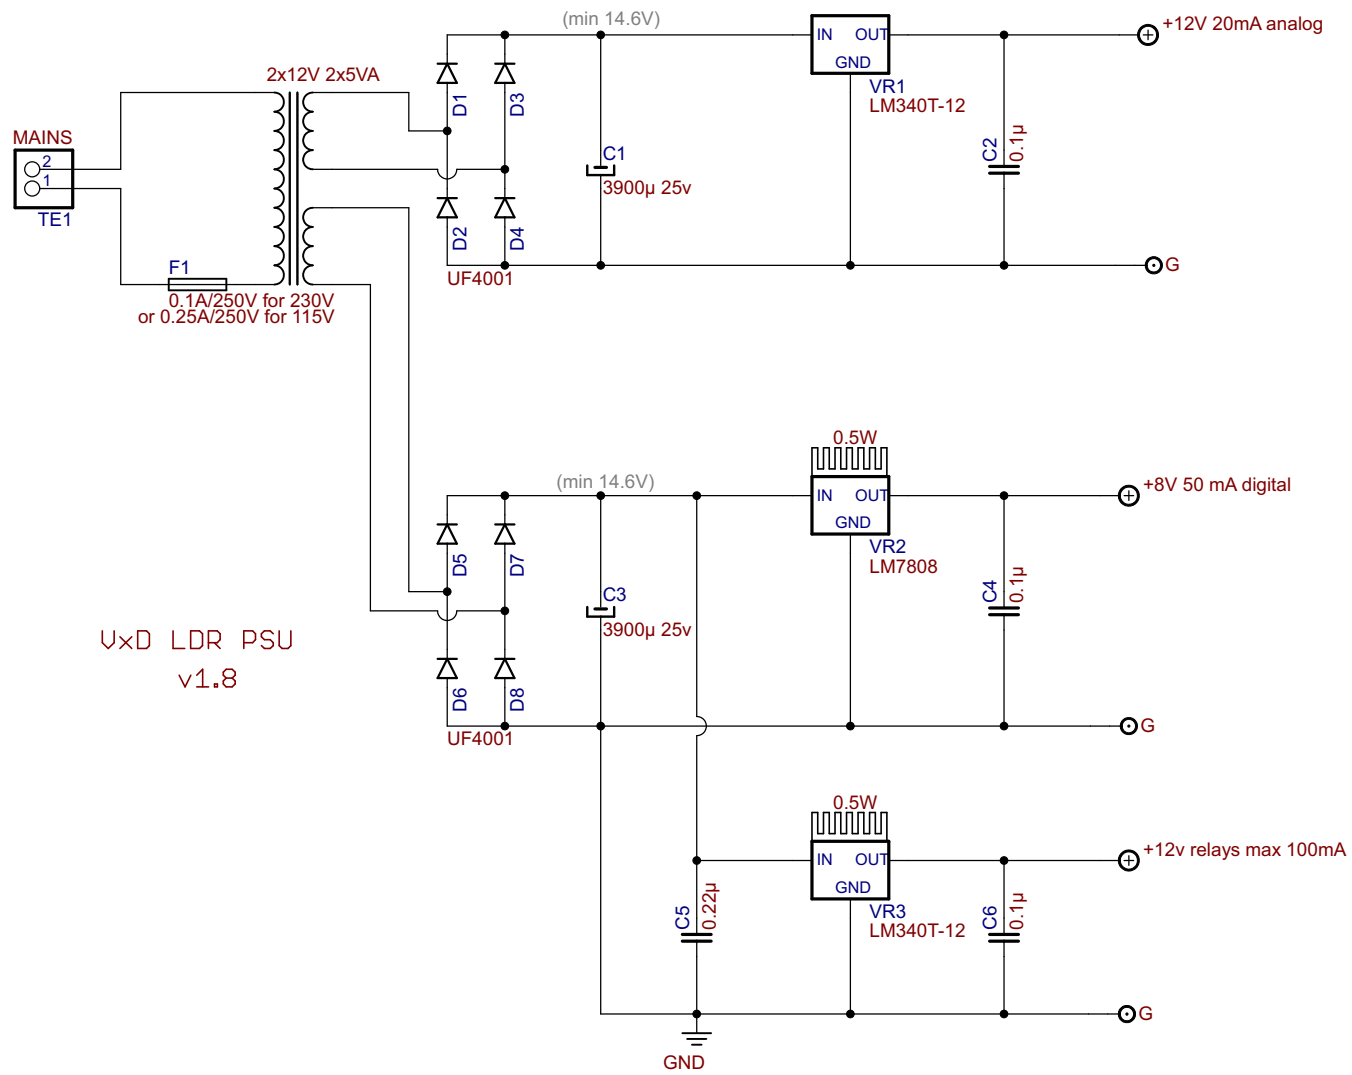 (min 14.6V)
IN OUT
GND
VR1
LM340T-12
+12V 20mA analog
2x12V 2x5VA
D1
D3
MAINS
2
1
TE1
C1
3900µ 25v
C2
0.1µ
D2
D4
UF4001
G
F1
0.1A/250V for 230V
or 0.25A/250V for 115V
0.5W
(min 14.6V)
IN OUT
GND
VR2
LM7808
+8V 50 mA digital
D5
D7
C3
3900µ 25v
C4
0.1µ
VxD LDR PSU
v1.8
D6
D8
UF4001
G
0.5W
IN OUT
GND
VR3
LM340T-12
+12v relays max 100mA
C5
0.22µ
C6
0.1µ
G
GND